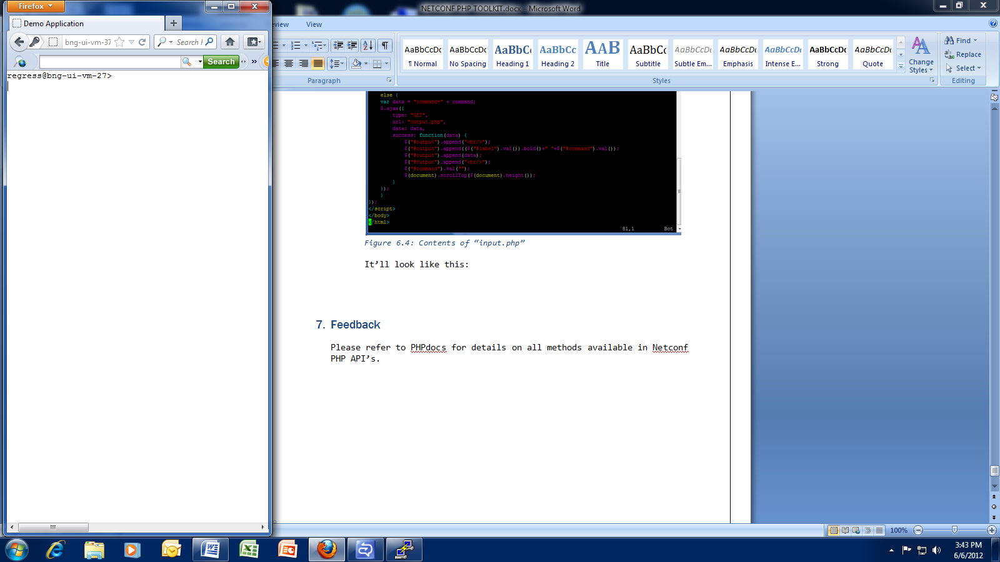 Firefox
NETCONF PHP TOOLKIT.docx - Microsoft Word
Demo Application
View
bng-ui-vm-37
Search
Search
regress@bng-ui-vm-27>
AaBbCcDc
AaBbCcDc
AaBbCc
AaBbCc
AaB
AaBbCc
AaBbCcDc
AaBbCcDc
AaBbCcDc
AaBbCcDc
AaBbCcDc
¶ Normal
No Spacing
Heading 1
Heading 2
Title
Subtitle
Subtle Em...
Emphasis
Intense E...
Strong
Quote
Change
Styles
Find
Replace
Select
Paragraph
Styles
Editing
else {
var data = "command=" + command;
$.ajax({
type: "GET",
url: "output.php",
data: data,
success: function(data) {
$("#output").append("<br/>");
$("#output").append(($("#label").val()).bold()+" "+$("#command").val());
$("#output").append(data);
$("#output").append("<br/>");
$("#command").val("");
$(document).scrollTop($(document).height());
}
});
}
});
</script>
</body>
</html>
81,1 Bot
Figure 6.4: Contents of “input.php”
It’ll look like this:
7. Feedback
Please refer to PHPdocs for details on all methods available in Netconf
PHP API’s.
100%
3:43 PM
6/6/2012